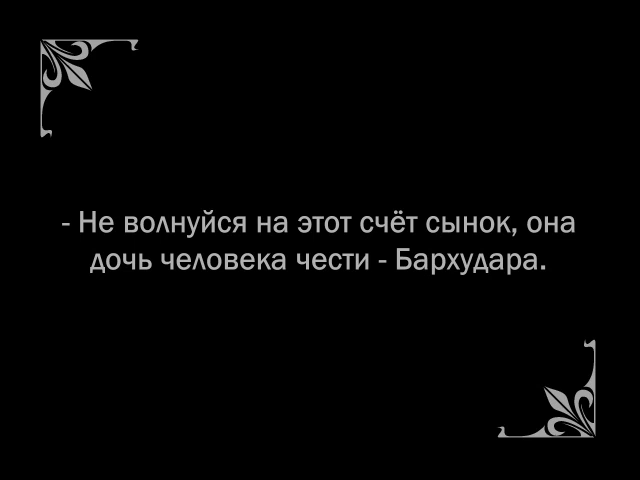 - Не волнуйся на этот счёт сынок, она
дочь человека чести - Бархудара.